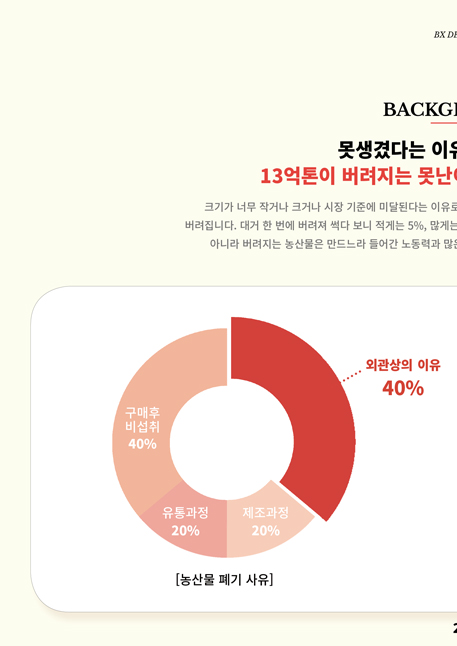 BX DE
BACKG
못생겼다는 이유
13억톤이 버려지는 못난이
크기가 너무 작거나 크거나 시장 기준에 미달된다는 이유로
버려집니다. 대거 한 번에 버려져 썩다 보니 적게는 5%, 많게는
아니라 버려지는 농산물은 만드느라 들어간 노동력과 많은
외관상의 이유
40%
구매후
비섭취
40%
유통과정
20%
제조과정
20%
[농산물 폐기 사유]